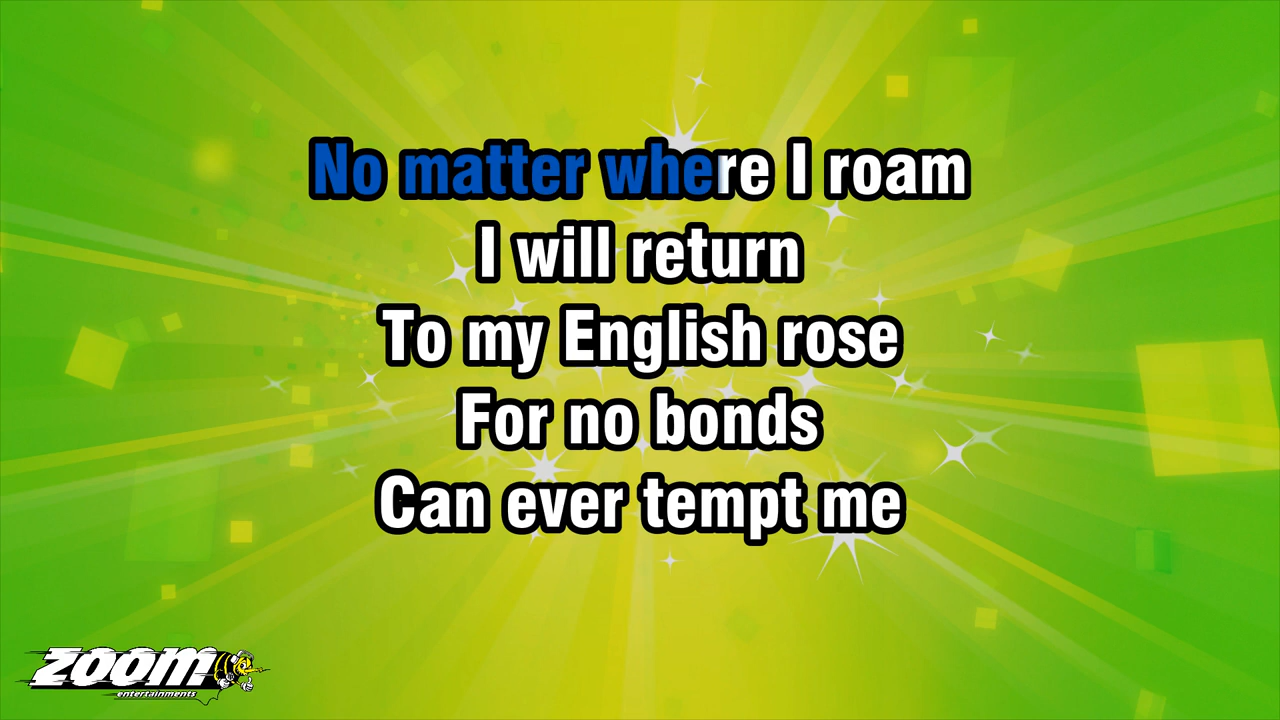 No matter where I roam
I will return
To my English rose
For no bonds
Can ever tempt me
zoom
entertainments